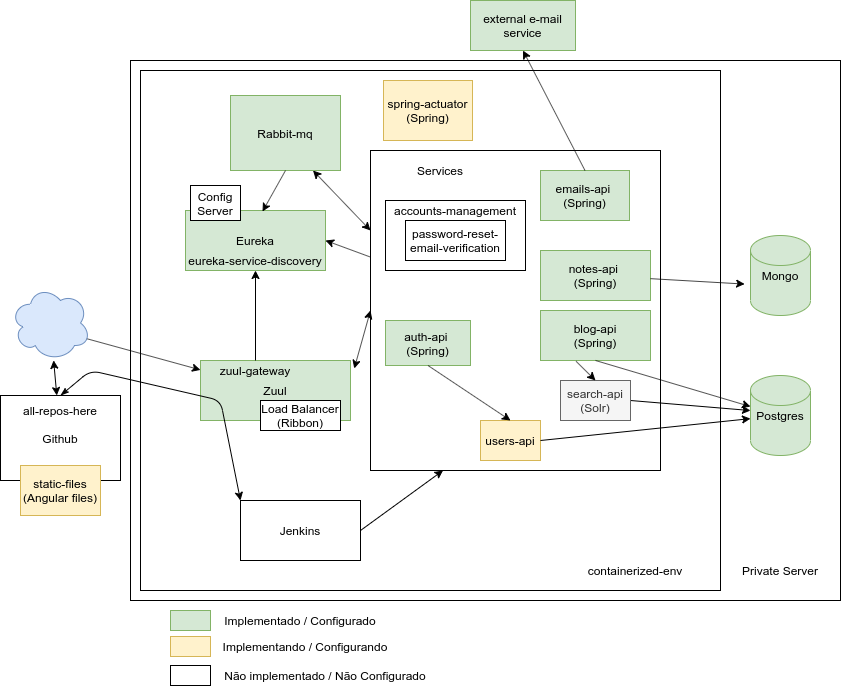 external e-mail
service
spring-actuator
(Spring)
Rabbit-mq
Services
Config
Server
emails-api
(Spring)
accounts-management
password-reset-
email-verification
Eureka
eureka-service-discovery
notes-api
(Spring)
Mongo
auth-api
(Spring)
blog-api
(Spring)
zuul-gateway
Zuul
Load Balancer
(Ribbon)
search-api
(Solr)
Postgres
all-repos-here
Github
users-api
static-files
(Angular files)
Jenkins
containerized-env
Private Server
Implementado / Configurado
Implementando / Configurando
Não implementado / Não Configurado